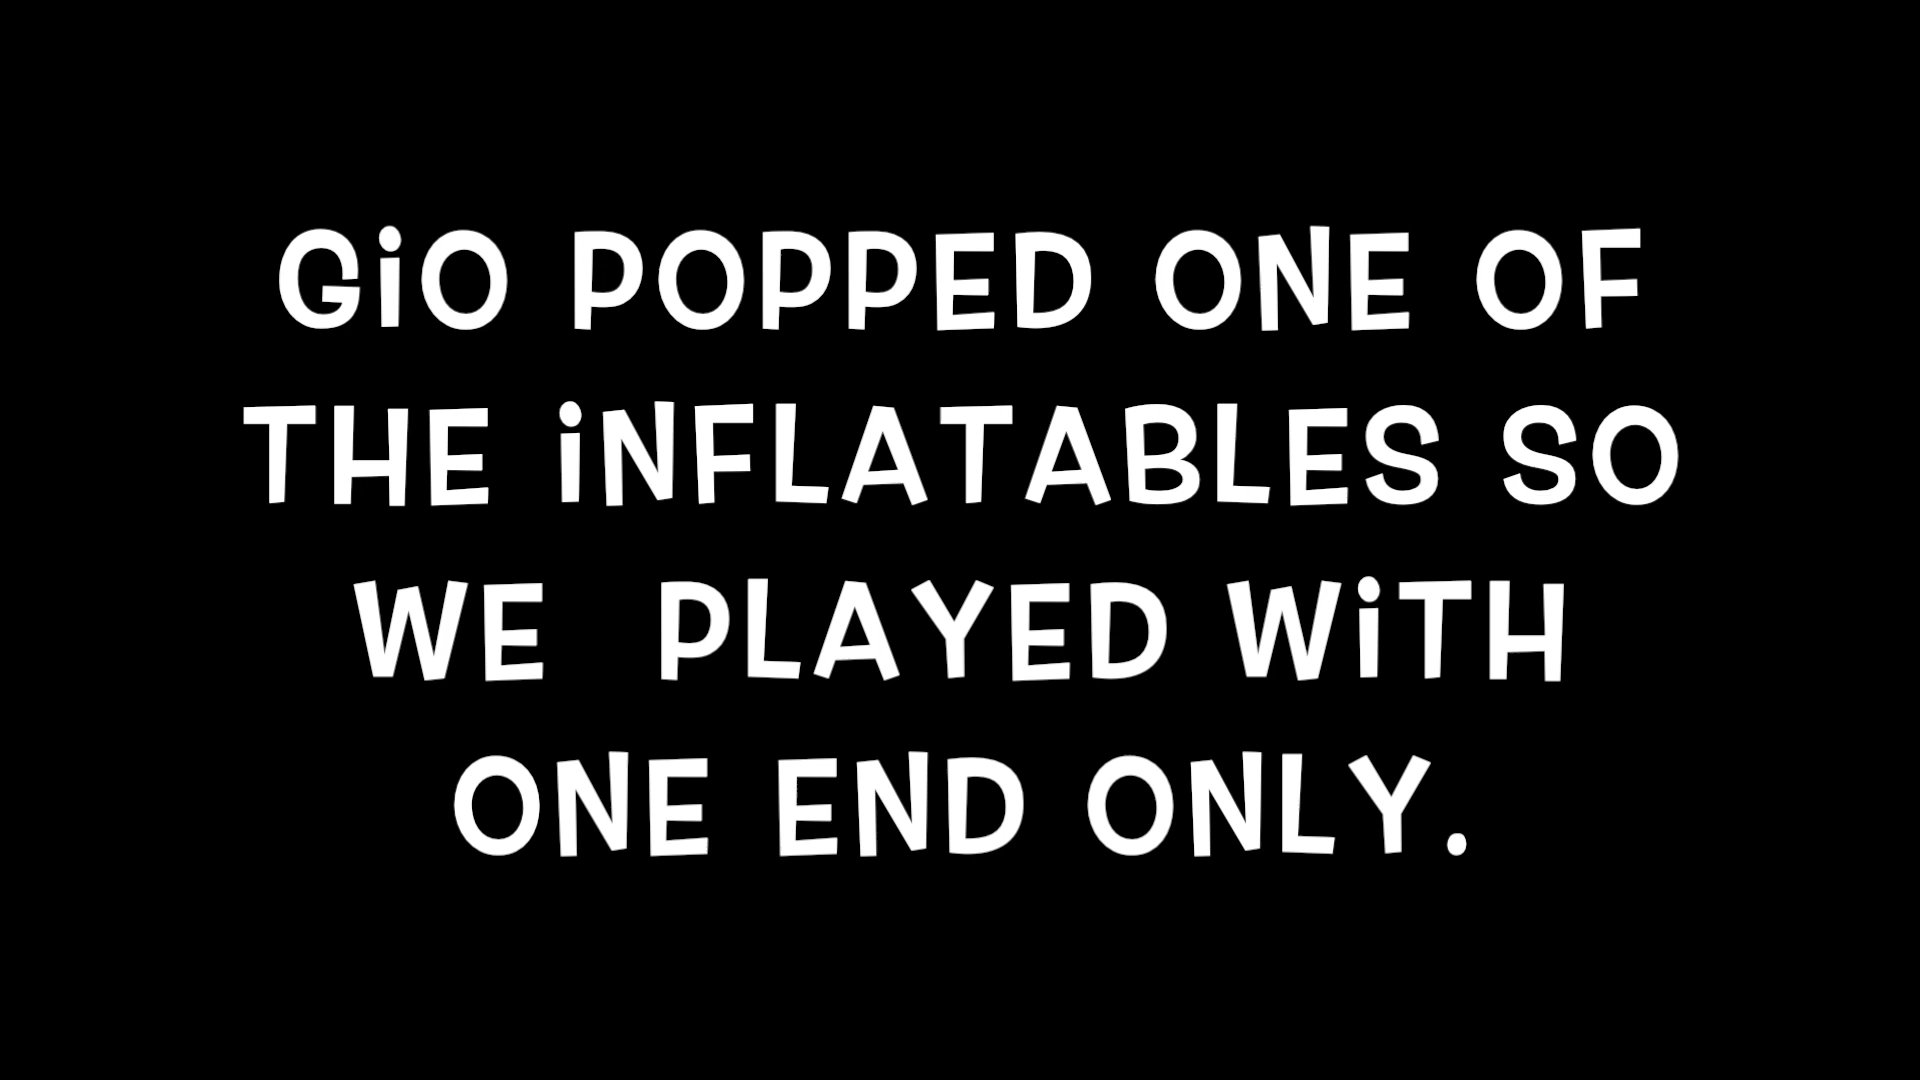 GiO POPPED ONE OF
THE iNFLATABLES SO
WE  PLAYED WiTH
ONE END ONLY.